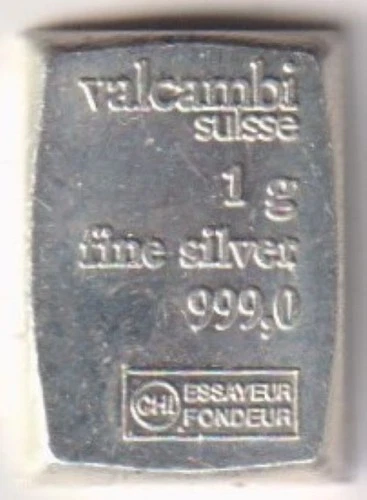 valcambi
suisse
1 g
fine silver
999,0
CHI ESSAYEUR
FONDEUR